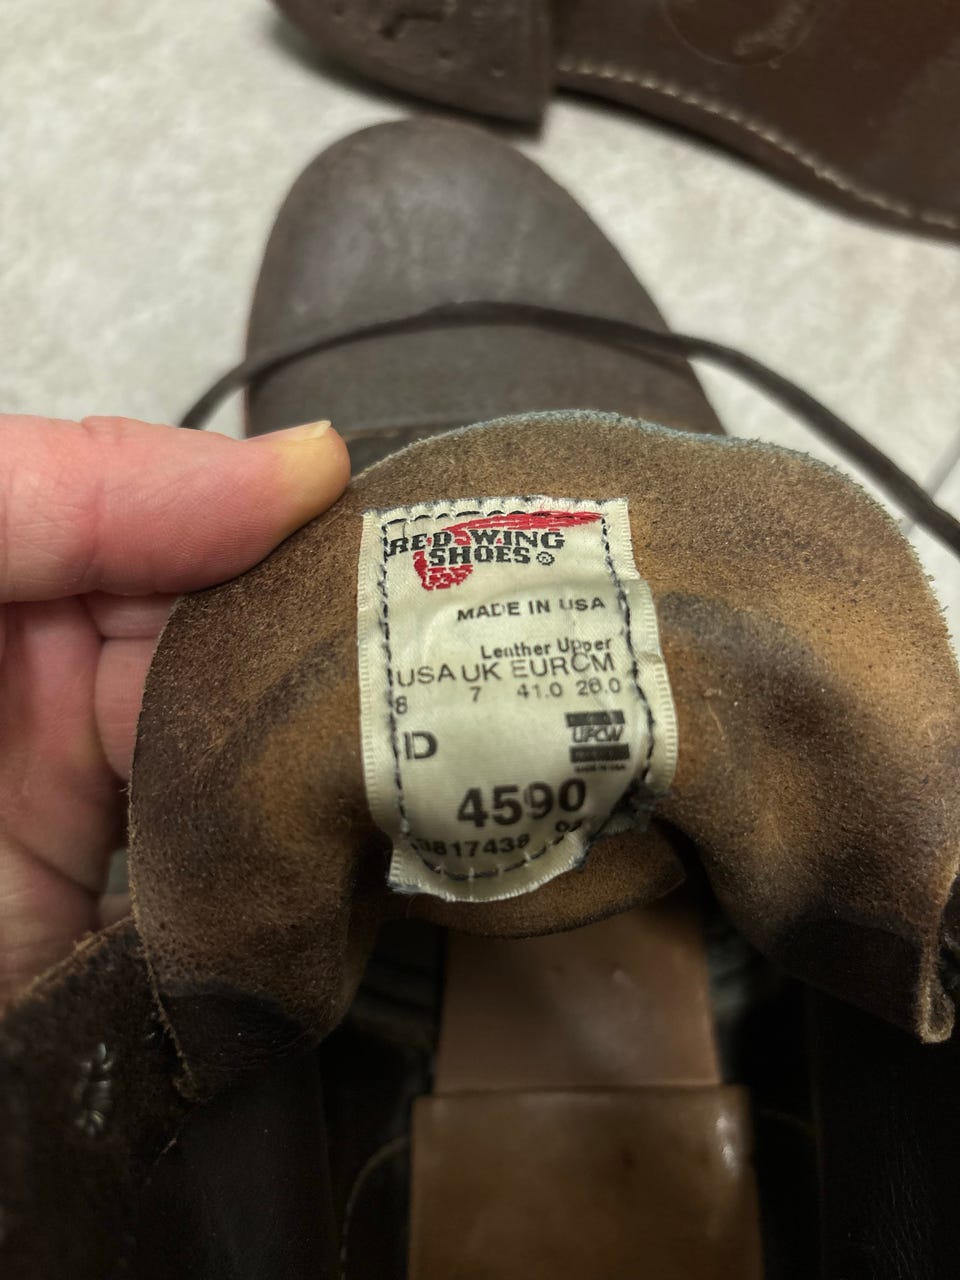 RED WING
SHOES®
MADE IN USA
Leather Upper
USA UK EUR CM
8 7 41.0 26.0
D
UFCW
4590